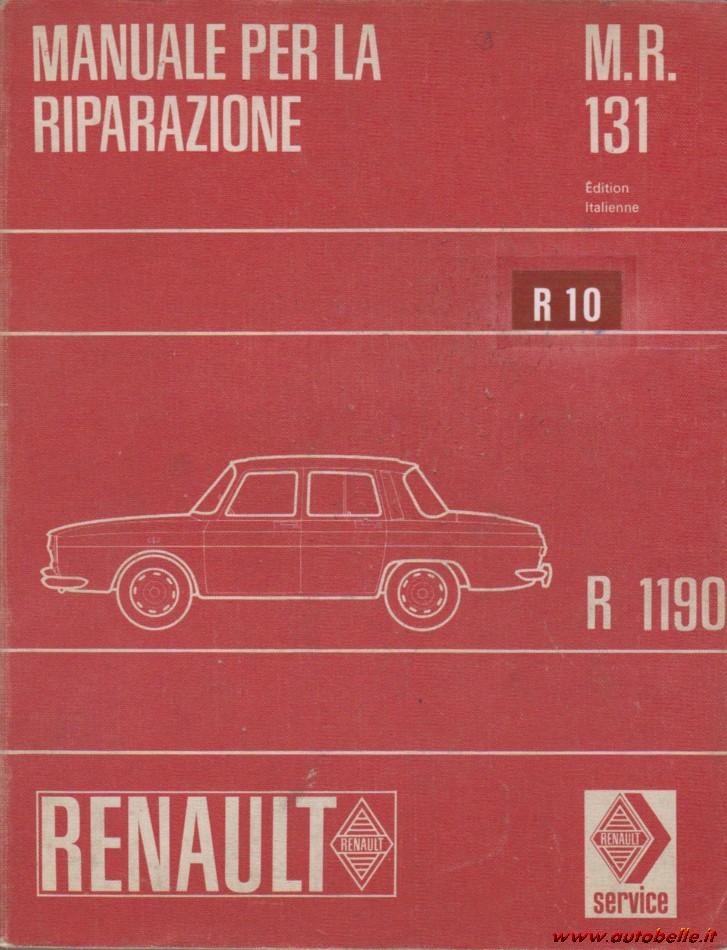 MANUALE PER LA
RIPARAZIONE
M.R.
131
Édition
Italienne
R 10
R 1190
RENAULT
RENAULT
RENAULT
service
www.autobelle.it